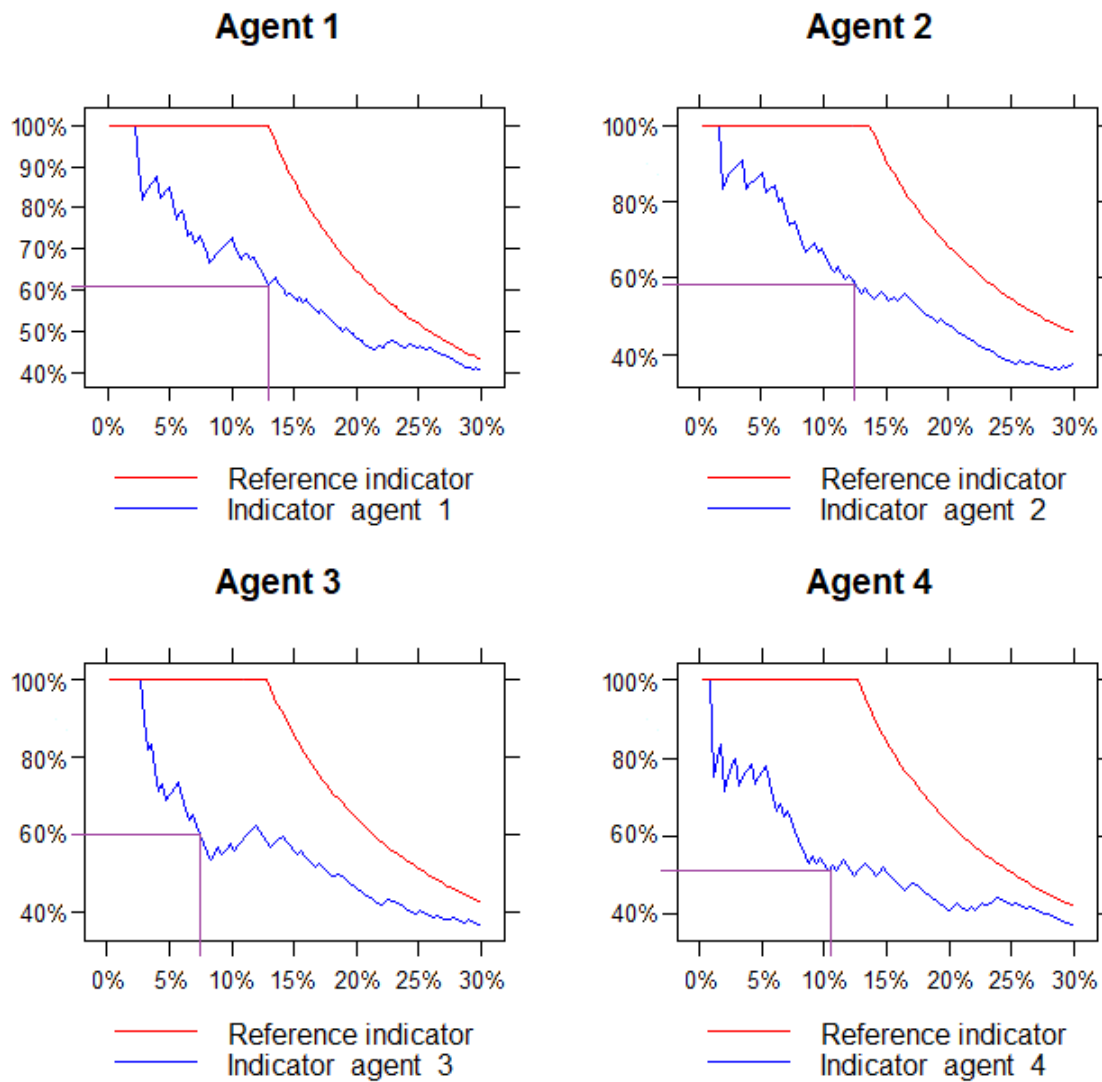 Agent 1
100%
90%
80%
70%
60%
50%
40%
0% 5% 10% 15% 20% 25% 30%
Reference indicator
Indicator agent 1
Agent 2
100%
80%
60%
40%
0% 5% 10% 15% 20% 25% 30%
Reference indicator
Indicator agent 2
Agent 3
100%
80%
60%
40%
0% 5% 10% 15% 20% 25% 30%
Reference indicator
Indicator agent 3
Agent 4
100%
80%
60%
40%
0% 5% 10% 15% 20% 25% 30%
Reference indicator
Indicator agent 4